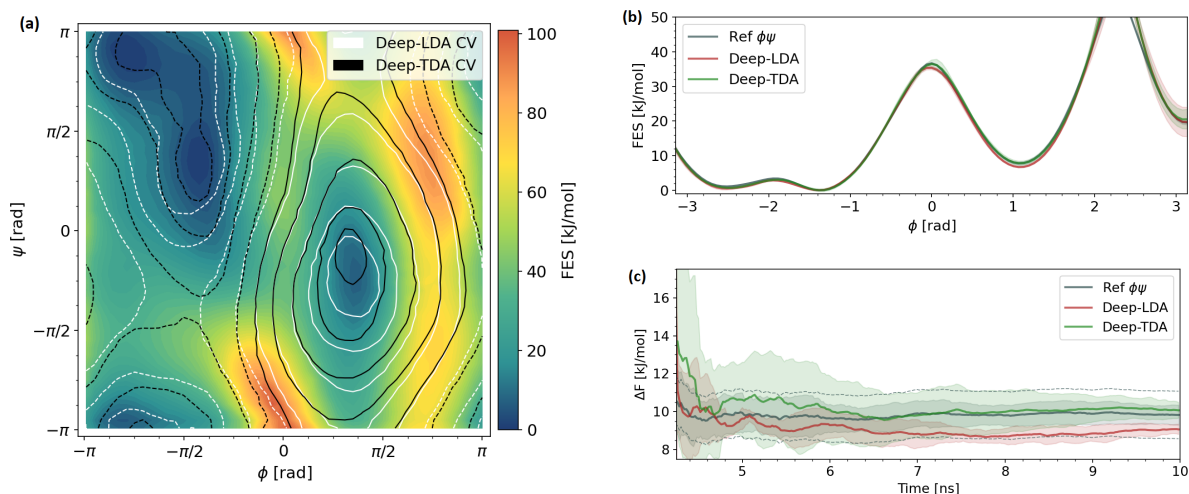 (a)
π
π/2
0
−π/2
−π
ψ [rad]
−π
−π/2
0
π/2
π
ϕ [rad]
Deep-LDA CV
Deep-TDA CV
100
80
60
40
20
0
FES [kJ/mol]
(b)
50
40
30
20
10
0
FES [kJ/mol]
Ref ϕψ
Deep-LDA
Deep-TDA
−3
−2
−1
0
1
2
3
ϕ [rad]
(c)
16
14
12
10
8
ΔF [kJ/mol]
Ref ϕψ
Deep-LDA
Deep-TDA
5
6
7
8
9
10
Time [ns]